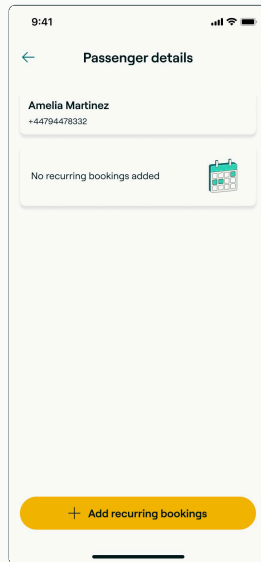 9:41
Passenger details
Amelia Martinez
+44794478332
No recurring bookings added
Add recurring bookings